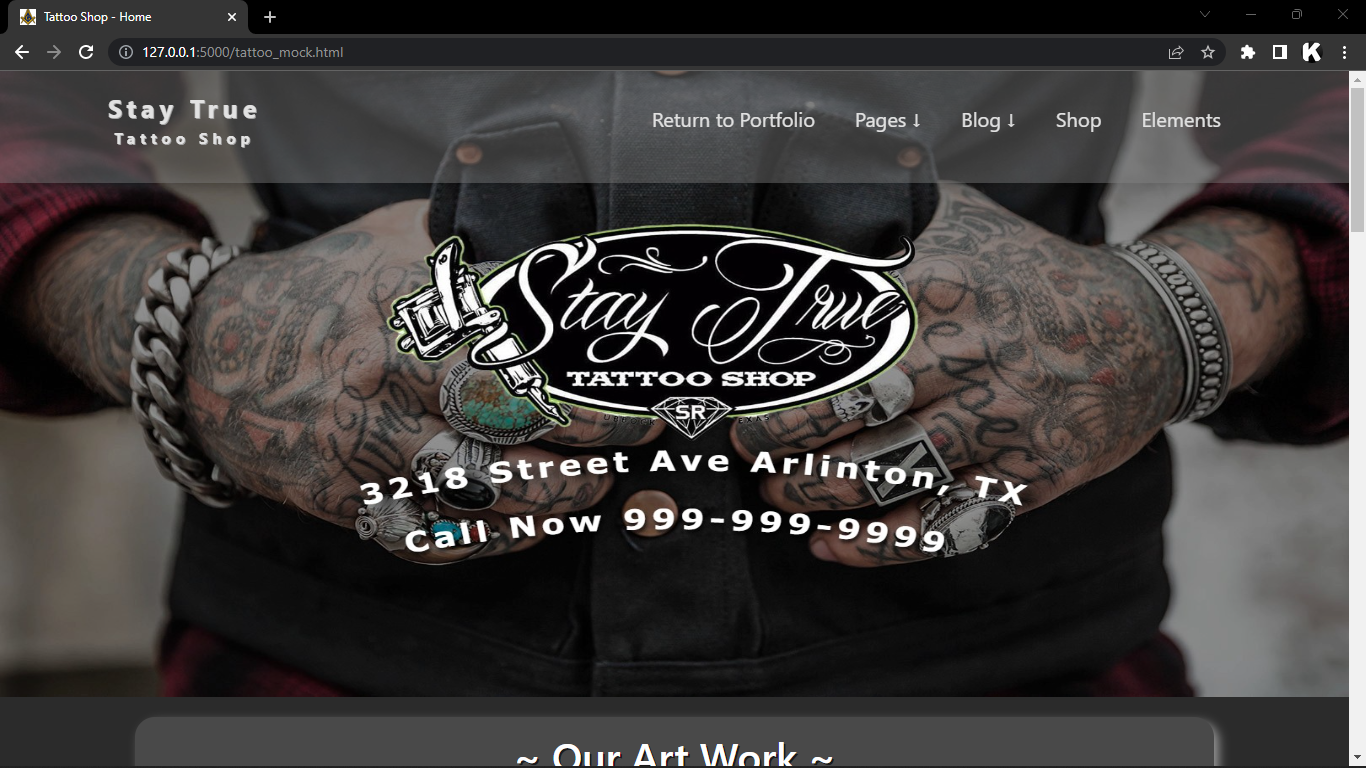 Tattoo Shop - Home
127.0.0.1:5000/tattoo_mock.html
Stay True
Tattoo Shop
Return to Portfolio
Pages ↓
Blog ↓
Shop
Elements
Stay True
TATTOO SHOP
SR
3218 Street Ave Arlinton, TX
Call Now 999-999-9999
~ Our Art Work ~